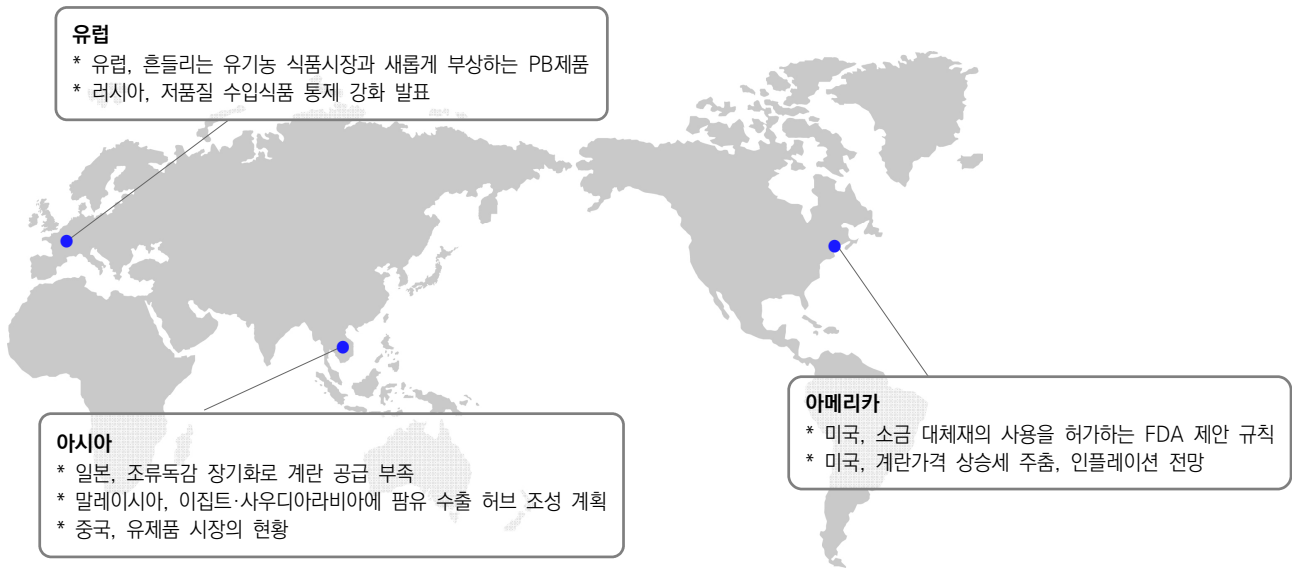 유럽
* 유럽, 흔들리는 유기농 식품시장과 새롭게 부상하는 PB제품
* 러시아, 저품질 수입식품 통제 강화 발표
아시아
* 일본, 조류독감 장기화로 계란 공급 부족
* 말레이시아, 이집트·사우디아라비아에 팜유 수출 허브 조성 계획
* 중국, 유제품 시장의 현황
아메리카
* 미국, 소금 대체재의 사용을 허가하는 FDA 제안 규칙
* 미국, 계란가격 상승세 주춤, 인플레이션 전망